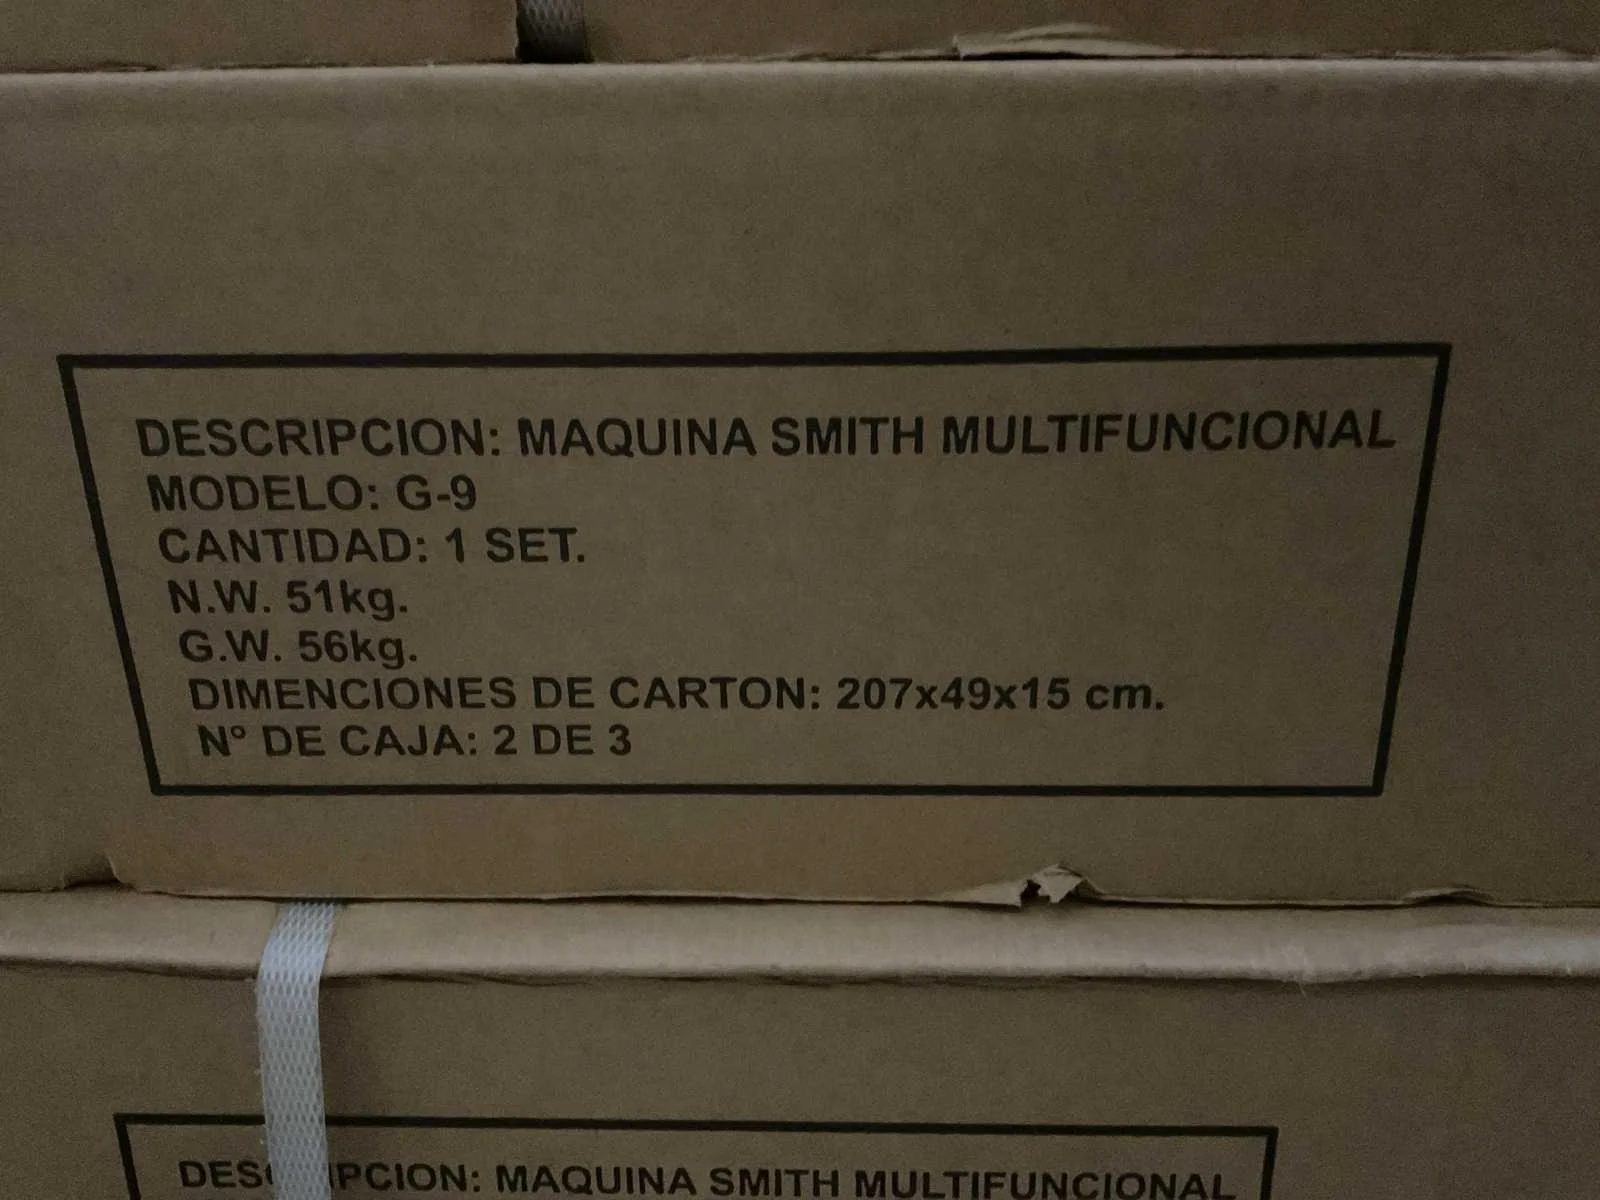 DESCRIPCION: MAQUINA SMITH MULTIFUNCIONAL
MODELO: G-9
CANTIDAD: 1 SET.
N.W. 51kg.
G.W. 56kg.
DIMENCIONES DE CARTON: 207x49x15 cm.
N° DE CAJA: 2 DE 3
MAQUINA SMITH MULTIFUNCIONAL